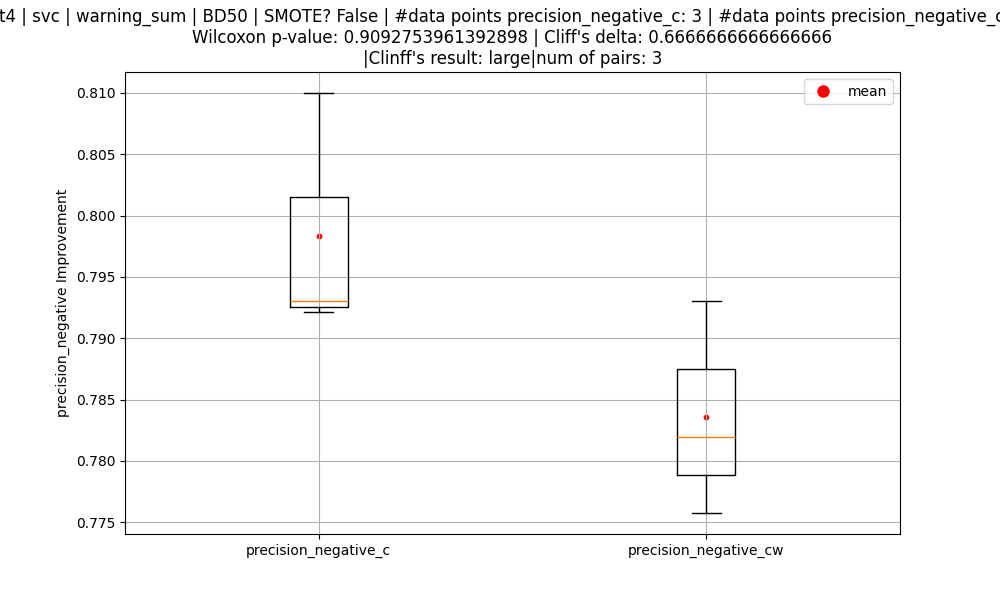 t4 | svc | warning_sum | BD50 | SMOTE? False | #data points precision_negative_c: 3 | #data points precision_negative_c
Wilcoxon p-value: 0.9092753961392898 | Cliff's delta: 0.6666666666666666
|Clinff's result: large|num of pairs: 3
mean
0.810
0.805
0.800
0.795
0.790
0.785
0.780
0.775
precision_negative Improvement
precision_negative_c
precision_negative_cw